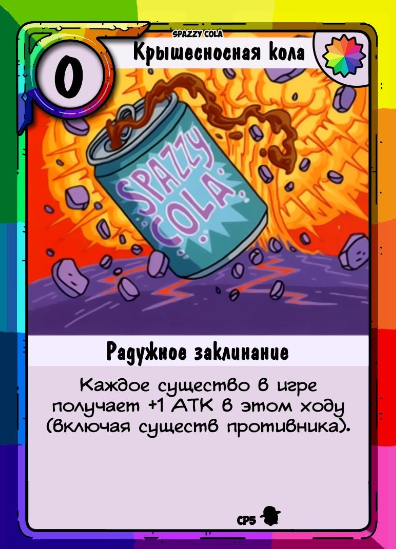 SPAZZY COLA
Крышесносная кола
0
SPAZZY
COLA
Радужное заклинание
Каждое существо в игре
получает +1 АТК в этом ходу
(включая существ противника).
CP5